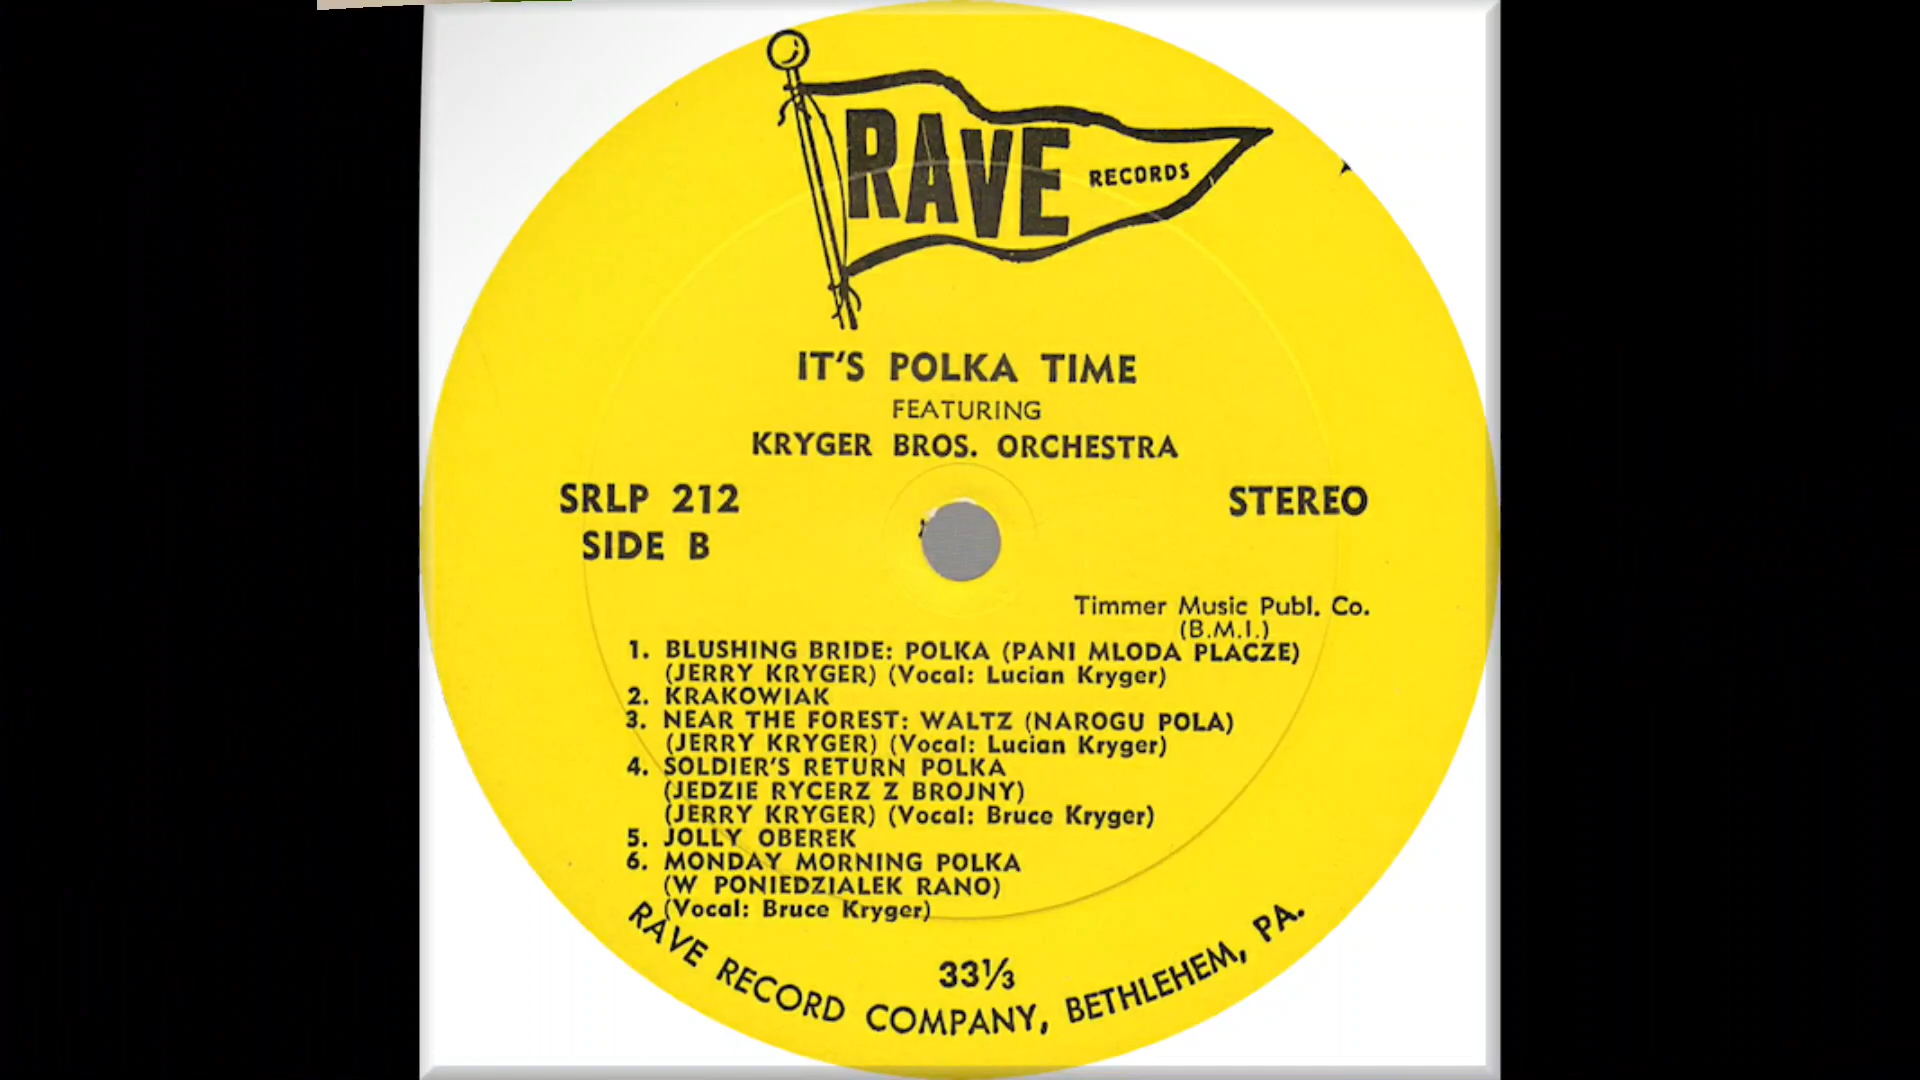 RAVE RECORDS
IT'S POLKA TIME
FEATURING
KRYGER BROS. ORCHESTRA
SRLP 212
STEREO
SIDE B
Timmer Music Publ. Co.
(B.M.I.)
1. BLUSHING BRIDE: POLKA (PANI MLODA PLACZE)
(JERRY KRYGER) (Vocal: Lucian Kryger)
2. KRAKOWIAK
3. NEAR THE FOREST: WALTZ (NAROGU POLA)
(JERRY KRYGER) (Vocal: Lucian Kryger)
4. SOLDIER'S RETURN POLKA
(JEDZIE RYCERZ Z BROJNY)
(JERRY KRYGER) (Vocal: Bruce Kryger)
5. JOLLY OBEREK
6. MONDAY MORNING POLKA
(W PONIEDZIALEK RANO)
(Vocal: Bruce Kryger)
33⅓
RAVE RECORD COMPANY, BETHLEHEM, PA.